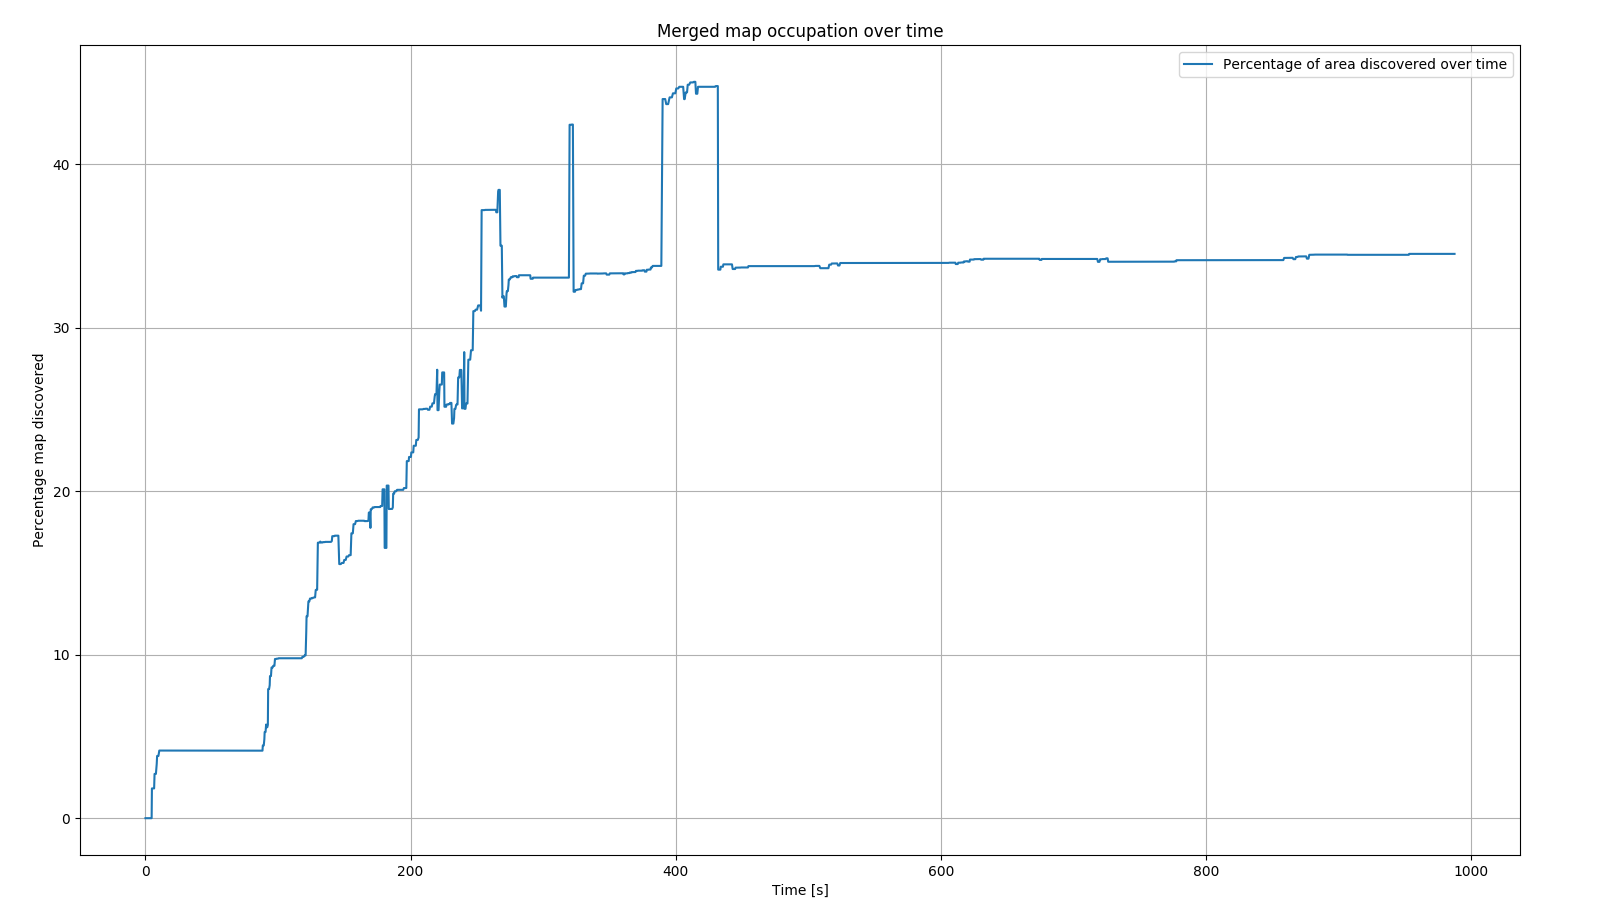 Merged map occupation over time
Percentage of area discovered over time
Percentage map discovered
40
30
20
10
0
0 200 400 600 800 1000
Time [s]